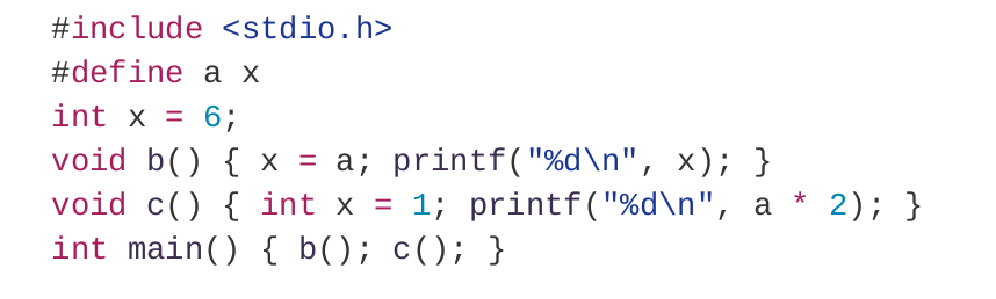 #include <stdio.h>
#define a x
int x = 6;
void b() { x = a; printf("%d\n", x); }
void c() { int x = 1; printf("%d\n", a * 2); }
int main() { b(); c(); }